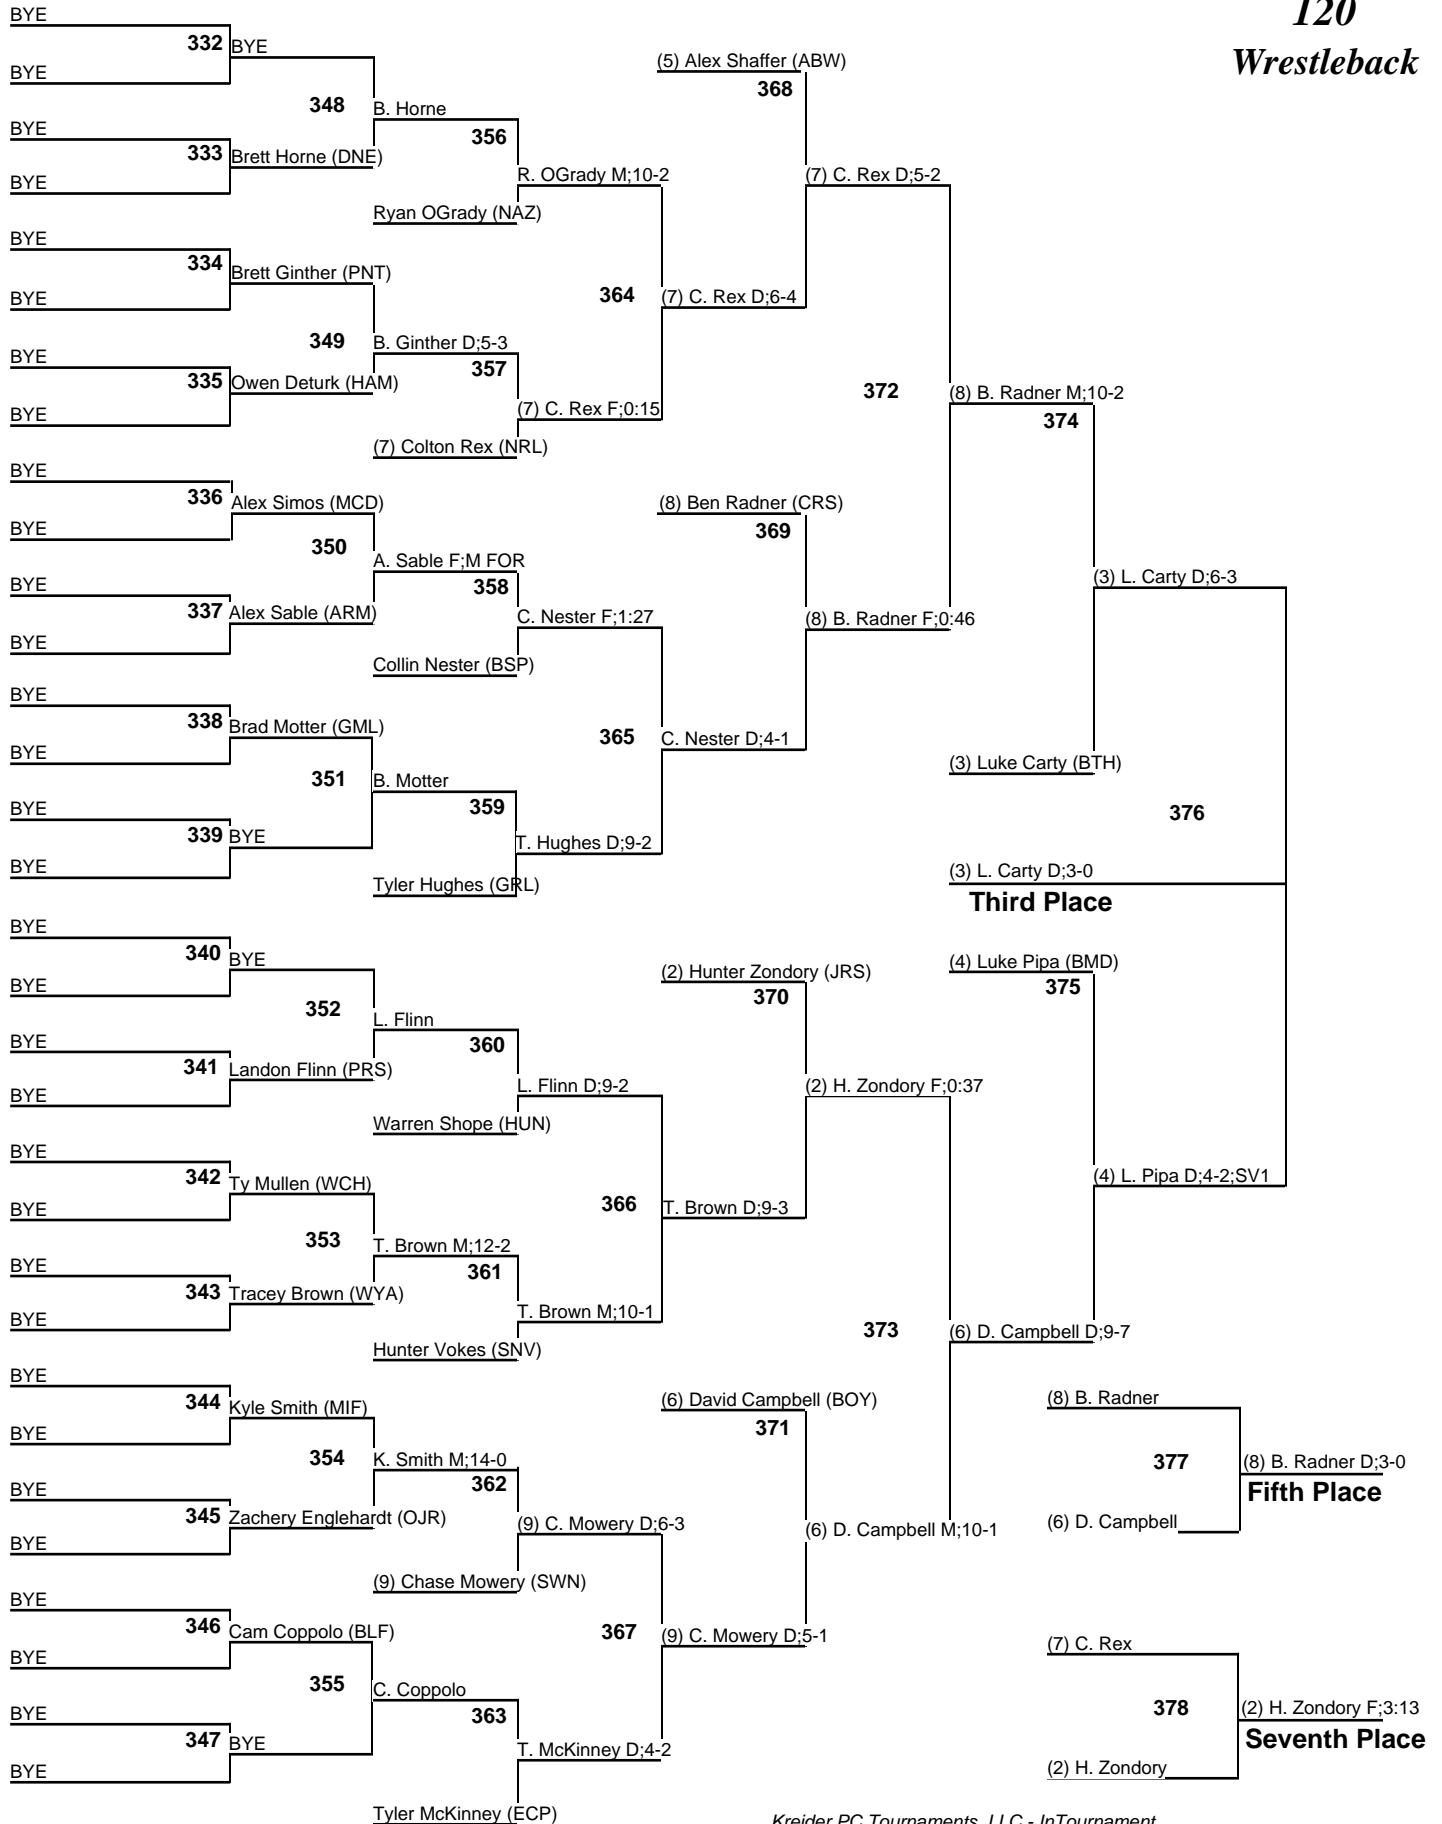 120
Wrestleback
BYE
332 BYE
BYE
348 B. Horne
BYE
333 Brett Horne (DNE)
BYE
356
R. OGrady M;10-2
Ryan OGrady (NAZ)
BYE
334 Brett Ginther (PNT)
BYE
364 (7) C. Rex D;6-4
349 B. Ginther D;5-3
BYE
335 Owen Deturk (HAM)
BYE
357
(7) C. Rex F;0:15
(7) Colton Rex (NRL)
(5) Alex Shaffer (ABW)
368
(7) C. Rex D;5-2
372 (8) B. Radner M;10-2
374
BYE
336 Alex Simos (MCD)
BYE
350 A. Sable F;M FOR
BYE
337 Alex Sable (ARM)
BYE
358
C. Nester F;1:27
Collin Nester (BSP)
(8) Ben Radner (CRS)
369
(8) B. Radner F;0:46
(3) L. Carty D;6-3
BYE
338 Brad Motter (GML)
BYE
365 C. Nester D;4-1
351 B. Motter
BYE
339 BYE
BYE
359
T. Hughes D;9-2
Tyler Hughes (GRL)
(3) Luke Carty (BTH)
376
(3) L. Carty D;3-0
Third Place
BYE
340 BYE
BYE
352 L. Flinn
BYE
341 Landon Flinn (PRS)
BYE
360
L. Flinn D;9-2
Warren Shope (HUN)
(2) Hunter Zondory (JRS)
370
(2) H. Zondory F;0:37
(4) Luke Pipa (BMD)
375
(4) L. Pipa D;4-2;SV1
BYE
342 Ty Mullen (WCH)
BYE
366 T. Brown D;9-3
353 T. Brown M;12-2
BYE
343 Tracey Brown (WYA)
BYE
361
T. Brown M;10-1
Hunter Vokes (SNV)
373 (6) D. Campbell D;9-7
BYE
344 Kyle Smith (MIF)
BYE
354 K. Smith M;14-0
BYE
345 Zachery Englehardt (OJR)
BYE
362
(9) C. Mowery D;6-3
(9) Chase Mowery (SWN)
(6) David Campbell (BOY)
371
(6) D. Campbell M;10-1
(8) B. Radner
377 (8) B. Radner D;3-0
Fifth Place
(6) D. Campbell
BYE
346 Cam Coppolo (BLF)
BYE
367 (9) C. Mowery D;5-1
355 C. Coppolo
BYE
347 BYE
BYE
363
T. McKinney D;4-2
Tyler McKinney (ECP)
(7) C. Rex
378 (2) H. Zondory F;3:13
Seventh Place
(2) H. Zondory
Kreider PC Tournaments, LLC - InTournament